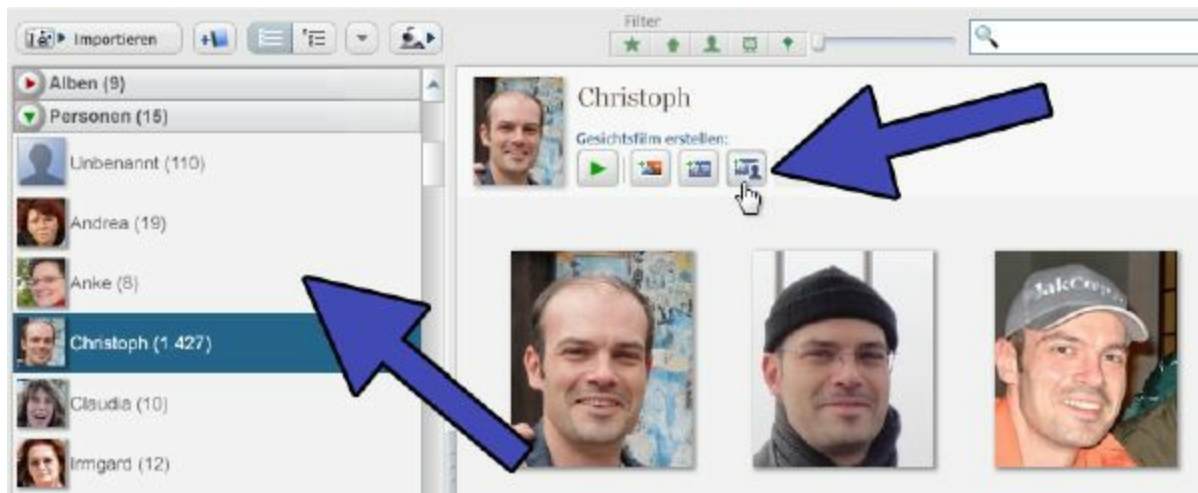 Importieren
Filter
Alben (9)
Personen (15)
Unbenannt (110)
Andrea (19)
Anke (8)
Christoph (1 427)
Claudia (10)
Irmgard (12)
Christoph
Gesichtsfilm erstellen: